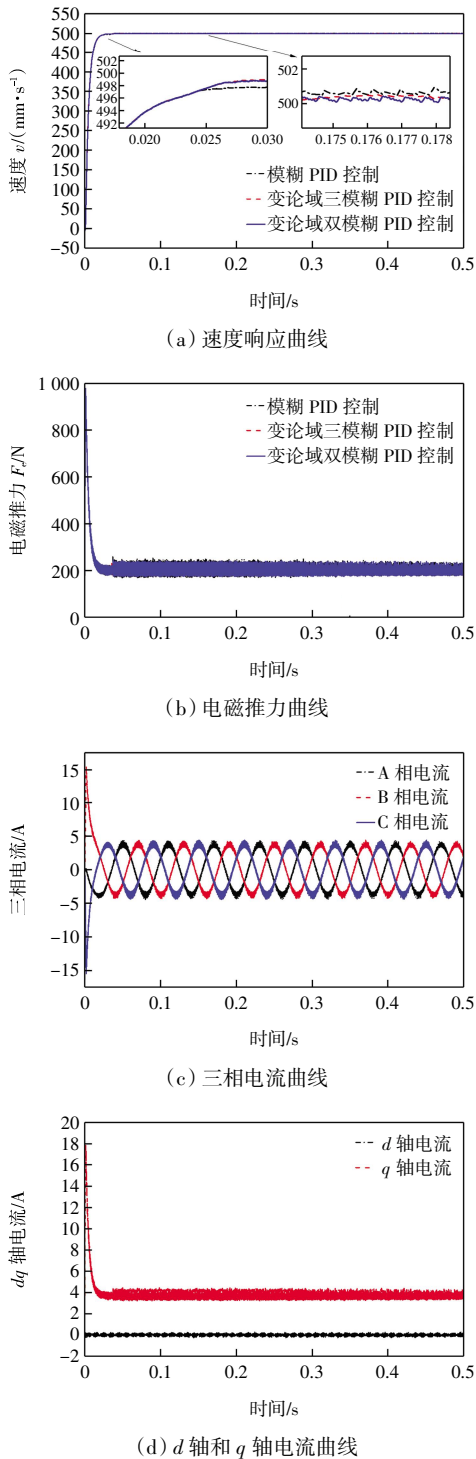 550
500
450
400
350
300
250
200
150
100
50
0
-50
速度 v/(mm·s⁻¹)
502
500
498
496
494
492
0.020 0.025 0.030
502
500
0.175 0.176 0.177 0.178
模糊 PID 控制
变论域三模糊 PID 控制
变论域双模糊 PID 控制
0 0.1 0.2 0.3 0.4 0.5
时间/s
(a) 速度响应曲线
1 000
800
600
400
200
0
电磁推力 Fₑ/N
模糊 PID 控制
变论域三模糊 PID 控制
变论域双模糊 PID 控制
0 0.1 0.2 0.3 0.4 0.5
时间/s
(b) 电磁推力曲线
15
10
5
0
-5
-10
-15
三相电流/A
A 相电流
B 相电流
C 相电流
0 0.1 0.2 0.3 0.4 0.5
时间/s
(c) 三相电流曲线
20
18
16
14
12
10
8
6
4
2
0
-2
dq 轴电流/A
d 轴电流
q 轴电流
0 0.1 0.2 0.3 0.4 0.5
时间/s
(d) d 轴和 q 轴电流曲线